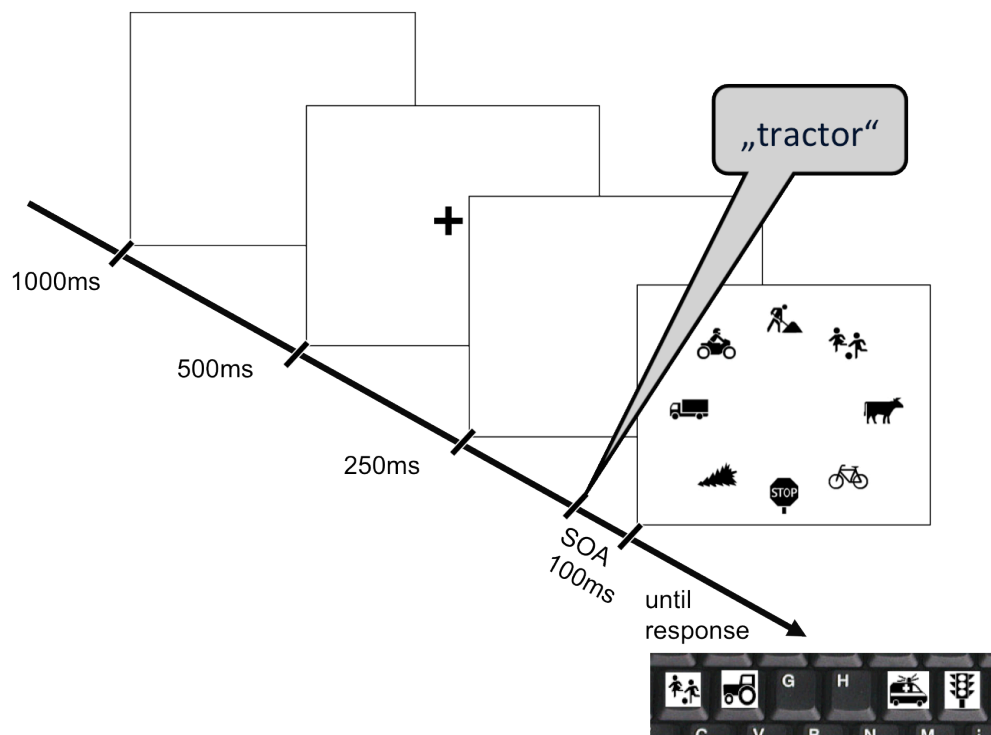 „tractor“
+
1000ms
500ms
250ms
SOA
100ms
STOP
until
response
G H
C V B N M